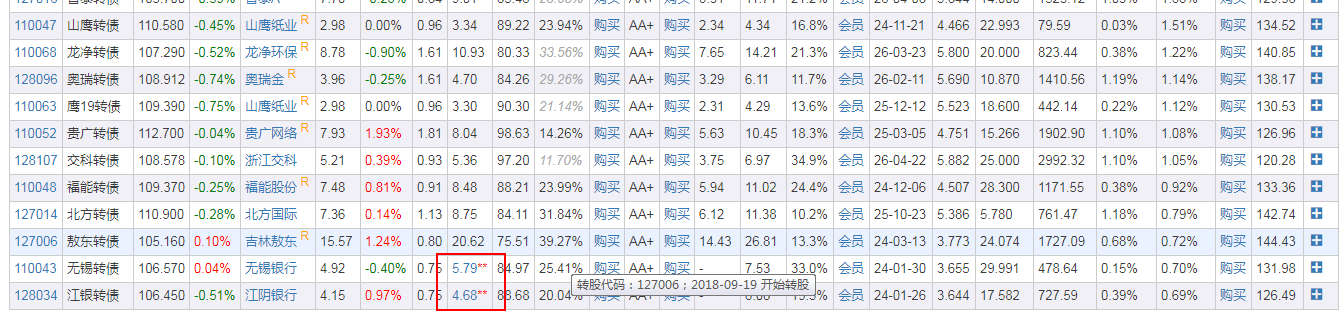 110047 山鹰转债 110.580 -0.45% 山鹰纸业 R 2.98 0.00% 0.96 3.34 89.22 23.94% 购买 AA+ 购买 2.34 4.34 16.8% 会员 24-11-21 4.466 22.993 79.59 0.03% 1.51% 购买 134.52
110068 龙净转债 107.290 -0.52% 龙净环保 R 8.78 -0.90% 1.61 10.93 80.33 33.56% 购买 AA+ 购买 7.65 14.21 21.3% 会员 26-03-23 5.800 20.000 823.44 0.38% 1.22% 购买 140.85
128096 奥瑞转债 108.912 -0.74% 奥瑞金 R 3.96 -0.25% 1.61 4.70 84.26 29.26% 购买 AA+ 购买 3.29 6.11 11.7% 会员 26-02-11 5.690 10.870 1410.56 1.19% 1.14% 购买 138.17
110063 鹰19转债 109.390 -0.75% 山鹰纸业 R 2.98 0.00% 0.96 3.30 90.30 21.14% 购买 AA+ 购买 2.31 4.29 13.6% 会员 25-12-12 5.523 18.600 442.14 0.22% 1.12% 购买 130.53
110052 贵广转债 112.700 -0.04% 贵广网络 R 7.93 1.93% 1.81 8.04 98.63 14.26% 购买 AA+ 购买 5.63 10.45 18.3% 会员 25-03-05 4.751 15.266 1902.90 1.10% 1.08% 购买 126.96
128107 交科转债 108.578 -0.10% 浙江交科 5.21 0.39% 0.93 5.36 97.20 11.70% 购买 AA+ 购买 3.75 6.97 34.9% 会员 26-04-22 5.882 25.000 2992.32 1.10% 1.05% 购买 120.28
110048 福能转债 109.370 -0.25% 福能股份 R 7.48 0.81% 0.91 8.48 88.21 23.99% 购买 AA+ 购买 5.94 11.02 24.4% 会员 24-12-06 4.507 28.300 1171.55 0.38% 0.92% 购买 133.36
127014 北方转债 110.900 -0.28% 北方国际 7.36 0.14% 1.13 8.75 84.11 31.84% 购买 AA+ 购买 6.12 11.38 10.2% 会员 25-10-23 5.386 5.780 761.47 1.18% 0.79% 购买 142.74
127006 敖东转债 105.160 0.10% 吉林敖东 R 15.57 1.24% 0.80 20.62 75.51 39.27% 购买 AA+ 购买 14.43 26.81 13.3% 会员 24-03-13 3.773 24.074 1727.09 0.68% 0.72% 购买 144.43
110043 无锡转债 106.570 0.04% 无锡银行 4.92 -0.40% 0.75 5.79** 84.97 25.41% 购买 AA+ 购买 - 7.53 33.0% 会员 24-01-30 3.655 29.991 478.64 0.15% 0.70% 购买 131.98
转股代码：127006；2018-09-19 开始转股
128034 江银转债 106.450 -0.51% 江阴银行 4.15 0.97% 0.75 4.68** 88.68 20.04% 会员 24-01-26 3.644 17.582 727.59 0.39% 0.69% 购买 126.49